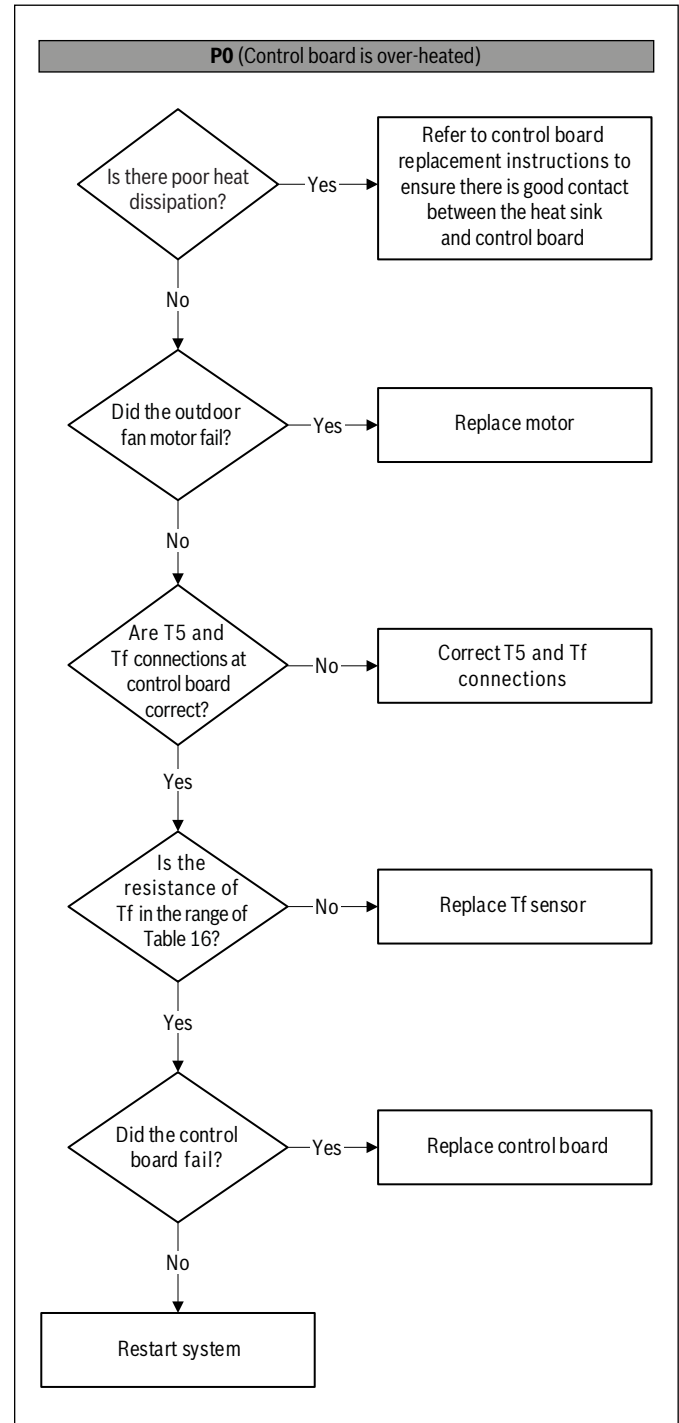 P0 (Control board is over-heated)
Is there poor heat
dissipation?
Yes
Refer to control board
replacement instructions to
ensure there is good contact
between the heat sink
and control board
No
Did the outdoor
fan motor fail?
Yes
Replace motor
No
Are T5 and
Tf connections at
control board
correct?
No
Correct T5 and Tf
connections
Yes
Is the
resistance of
Tf in the range of
Table 16?
No
Replace Tf sensor
Yes
Did the control
board fail?
Yes
Replace control board
No
Restart system